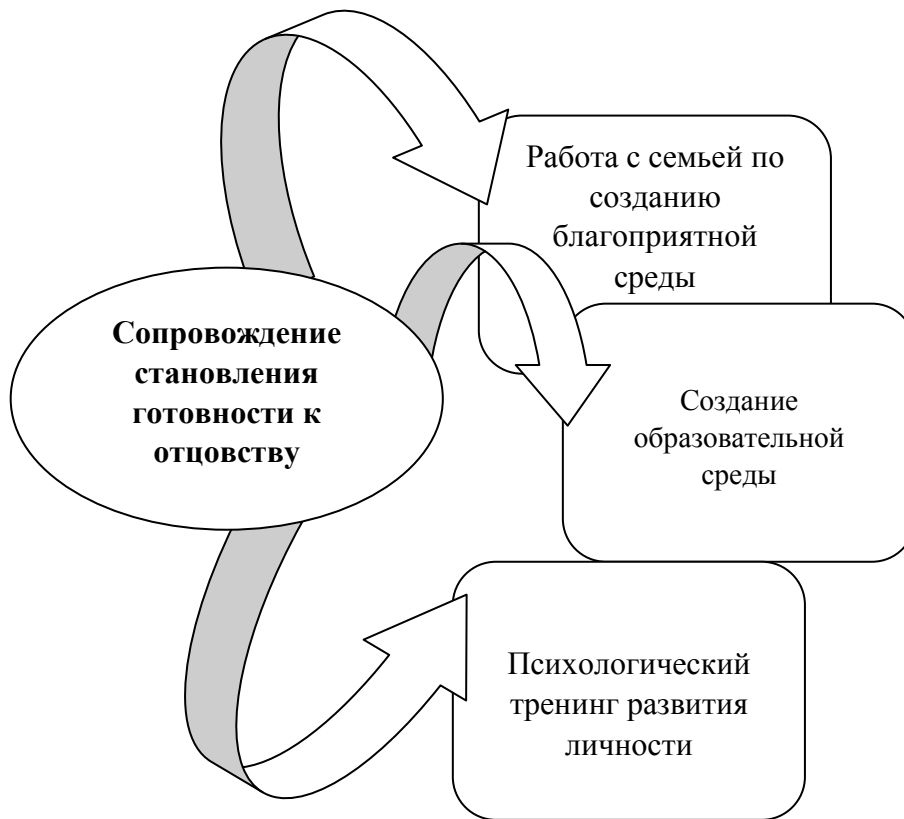 Работа с семьей по
созданию
благоприятной
среды
Сопровождение
становления
готовности к
отцовству
Создание
образовательной
среды
Психологический
тренинг развития
личности